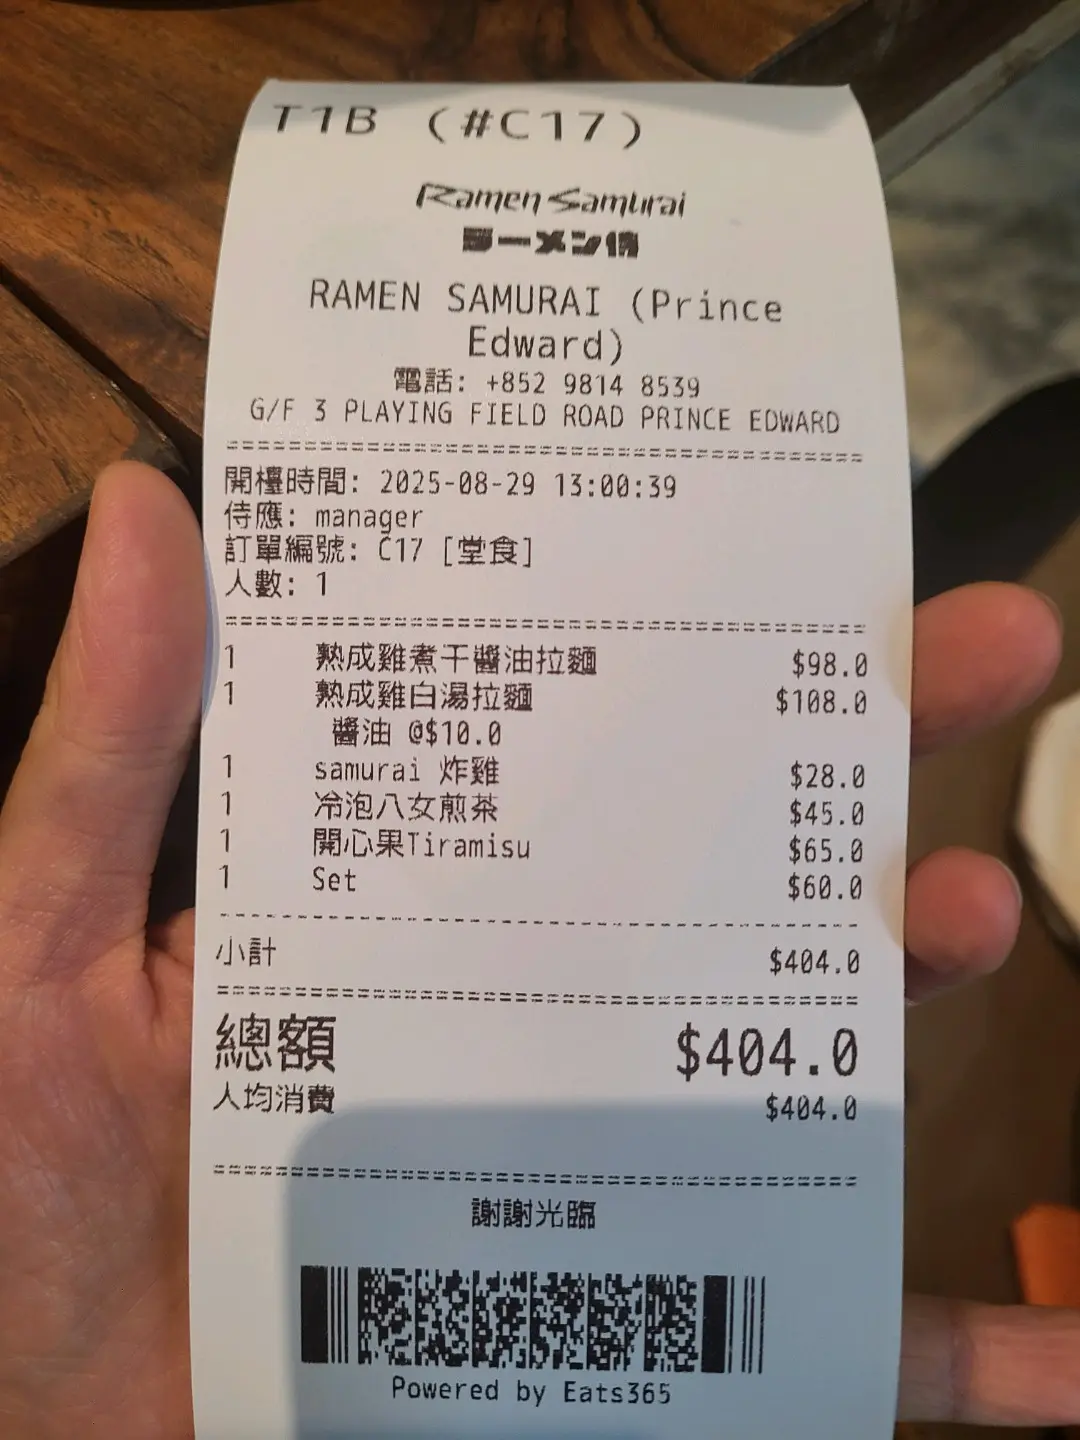 T1B (#C17)
Ramen Samurai
ラーメン侍
RAMEN SAMURAI (Prince
Edward)
電話: +852 9814 8539
G/F 3 PLAYING FIELD ROAD PRINCE EDWARD
開檯時間: 2025-08-29 13:00:39
侍應: manager
訂單編號: C17 [堂食]
人數: 1
1 熟成雞煮干醬油拉麵 $98.0
1 熟成雞白湯拉麵 $108.0
醬油 @$10.0
1 samurai 炸雞 $28.0
1 冷泡八女煎茶 $45.0
1 開心果Tiramisu $65.0
1 Set $60.0
小計 $404.0
總額 $404.0
人均消費 $404.0
謝謝光臨
Powered by Eats365